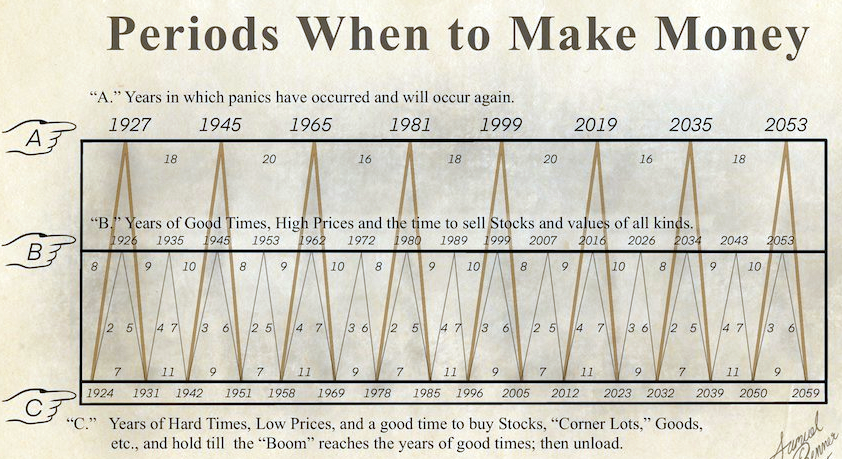 Periods When to Make Money
“A.” Years in which panics have occurred and will occur again.
A
1927 1945 1965 1981 1999 2019 2035 2053
18 20 16 18 20 16 18
“B.” Years of Good Times, High Prices and the time to sell Stocks and values of all kinds.
B
1926 1935 1945 1953 1962 1972 1980 1989 1999 2007 2016 2026 2034 2043 2053
8 9 10 8 9 10 8 9 10 8 9 10 8 9 10
2 5 4 7 3 6 2 5 4 7 3 6 2 5 4 7 3 6 2 5 4 7 3 6 2 5 4 7 3 6
7 11 9 7 11 9 7 11 9 7 11 9 7 11 9
C
1924 1931 1942 1951 1958 1969 1978 1985 1996 2005 2012 2023 2032 2039 2050 2059
“C.” Years of Hard Times, Low Prices, and a good time to buy Stocks, “Corner Lots,” Goods,
etc., and hold till the “Boom” reaches the years of good times; then unload.
Samuel
Benner